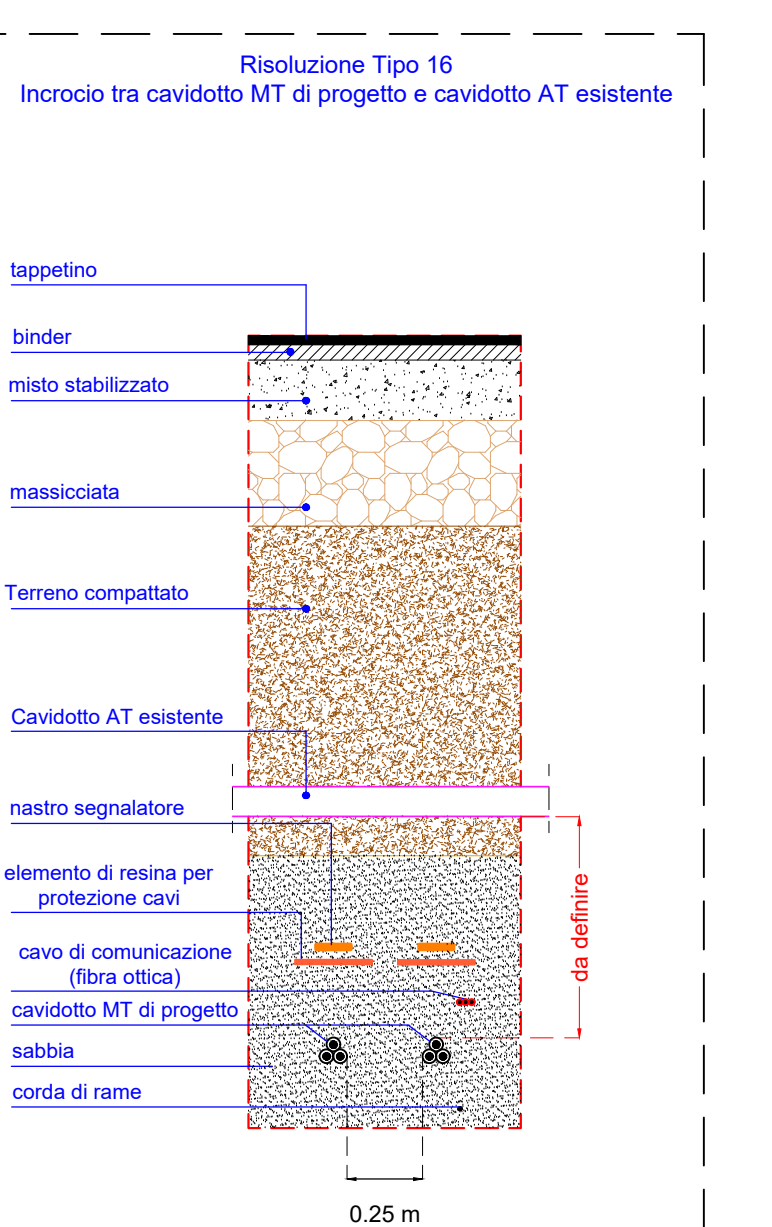 Risoluzione Tipo 16
Incrocio tra cavidotto MT di progetto e cavidotto AT esistente
tappetino
binder
misto stabilizzato
massicciata
Terreno compattato
Cavidotto AT esistente
nastro segnalatore
elemento di resina per
protezione cavi
da definire
cavo di comunicazione
(fibra ottica)
cavidotto MT di progetto
sabbia
corda di rame
0.25 m